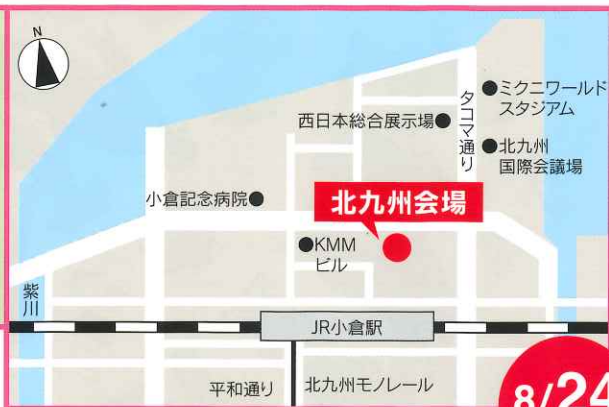 N
ミクニワールド
スタジアム
タコマ通り
西日本総合展示場
北九州
国際会議場
小倉記念病院
北九州会場
KMM
ビル
紫川
JR小倉駅
平和通り
北九州モノレール
8/24